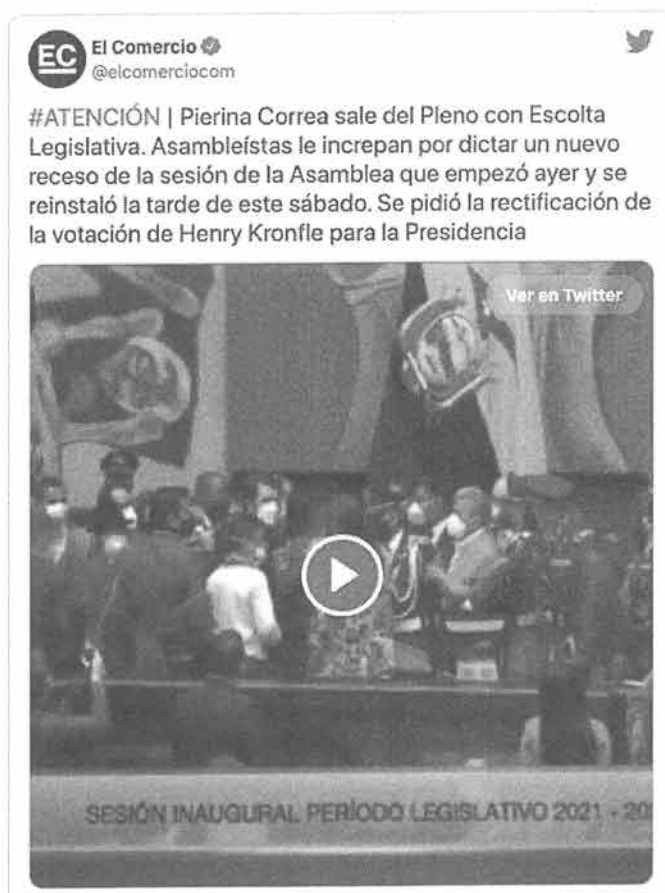 EC
El Comercio
@elcomerciocom
#ATENCIÓN | Pierina Correa sale del Pleno con Escolta
Legislativa. Asambleístas le increpan por dictar un nuevo
receso de la sesión de la Asamblea que empezó ayer y se
reinstaló la tarde de este sábado. Se pidió la rectificación de
la votación de Henry Kronfle para la Presidencia
Ver en Twitter
SESIÓN INAUGURAL PERÍODO LEGISLATIVO 2021 - 20